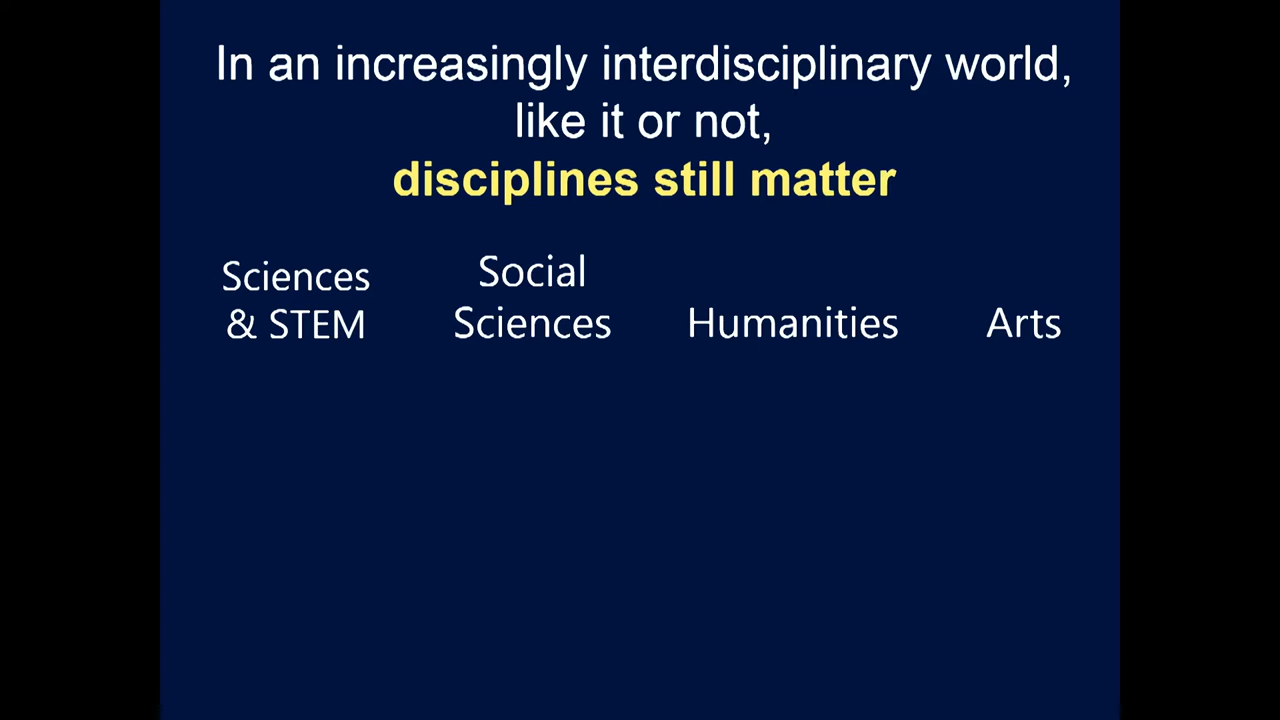 In an increasingly interdisciplinary world,
like it or not,
disciplines still matter
Sciences
& STEM
Social
Sciences
Humanities
Arts